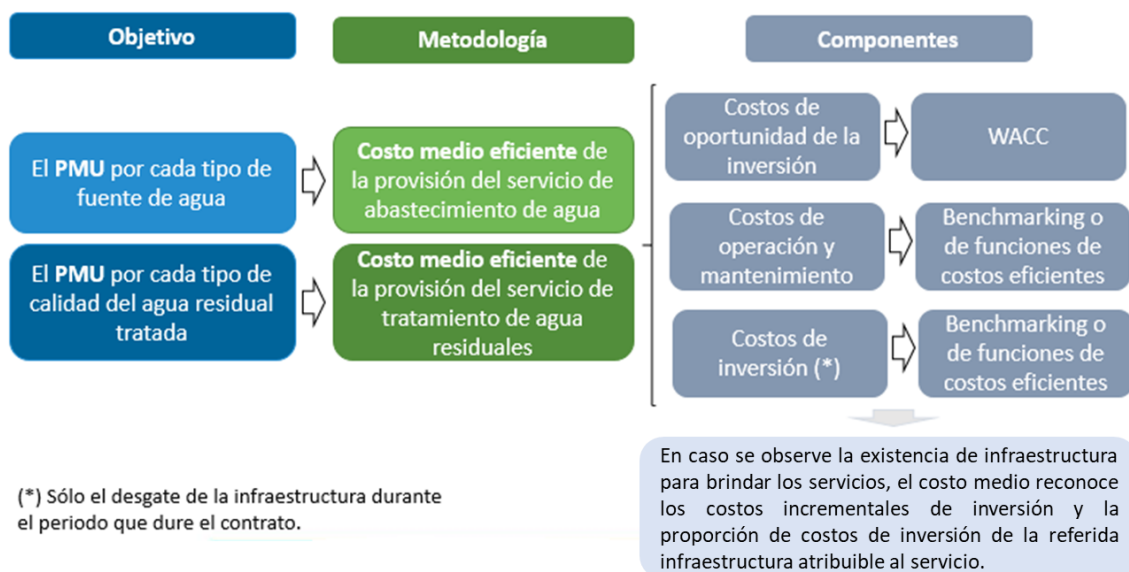 Objetivo
Metodología
Componentes
El PMU por cada tipo de
fuente de agua
Costo medio eficiente de
la provisión del servicio de
abastecimiento de agua
El PMU por cada tipo de
calidad del agua residual
tratada
Costo medio eficiente de
la provisión del servicio de
tratamiento de agua
residuales
Costos de
oportunidad de la
inversión
WACC
Costos de
operación y
mantenimiento
Benchmarking o
de funciones de
costos eficientes
Costos de
inversión (*)
Benchmarking o
de funciones de
costos eficientes
(*) Sólo el desgate de la infraestructura durante
el periodo que dure el contrato.
En caso se observe la existencia de infraestructura
para brindar los servicios, el costo medio reconoce
los costos incrementales de inversión y la
proporción de costos de inversión de la referida
infraestructura atribuible al servicio.